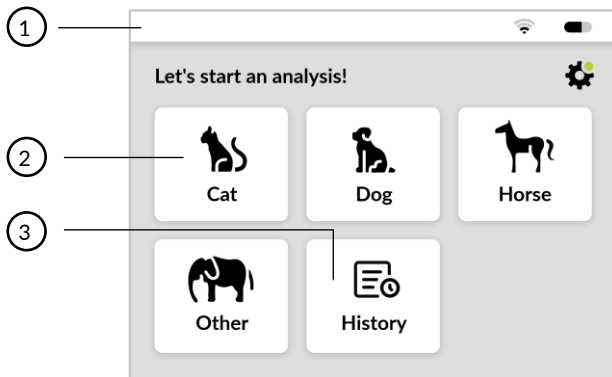 1
Let's start an analysis!
2
Cat Dog Horse
3
Other History